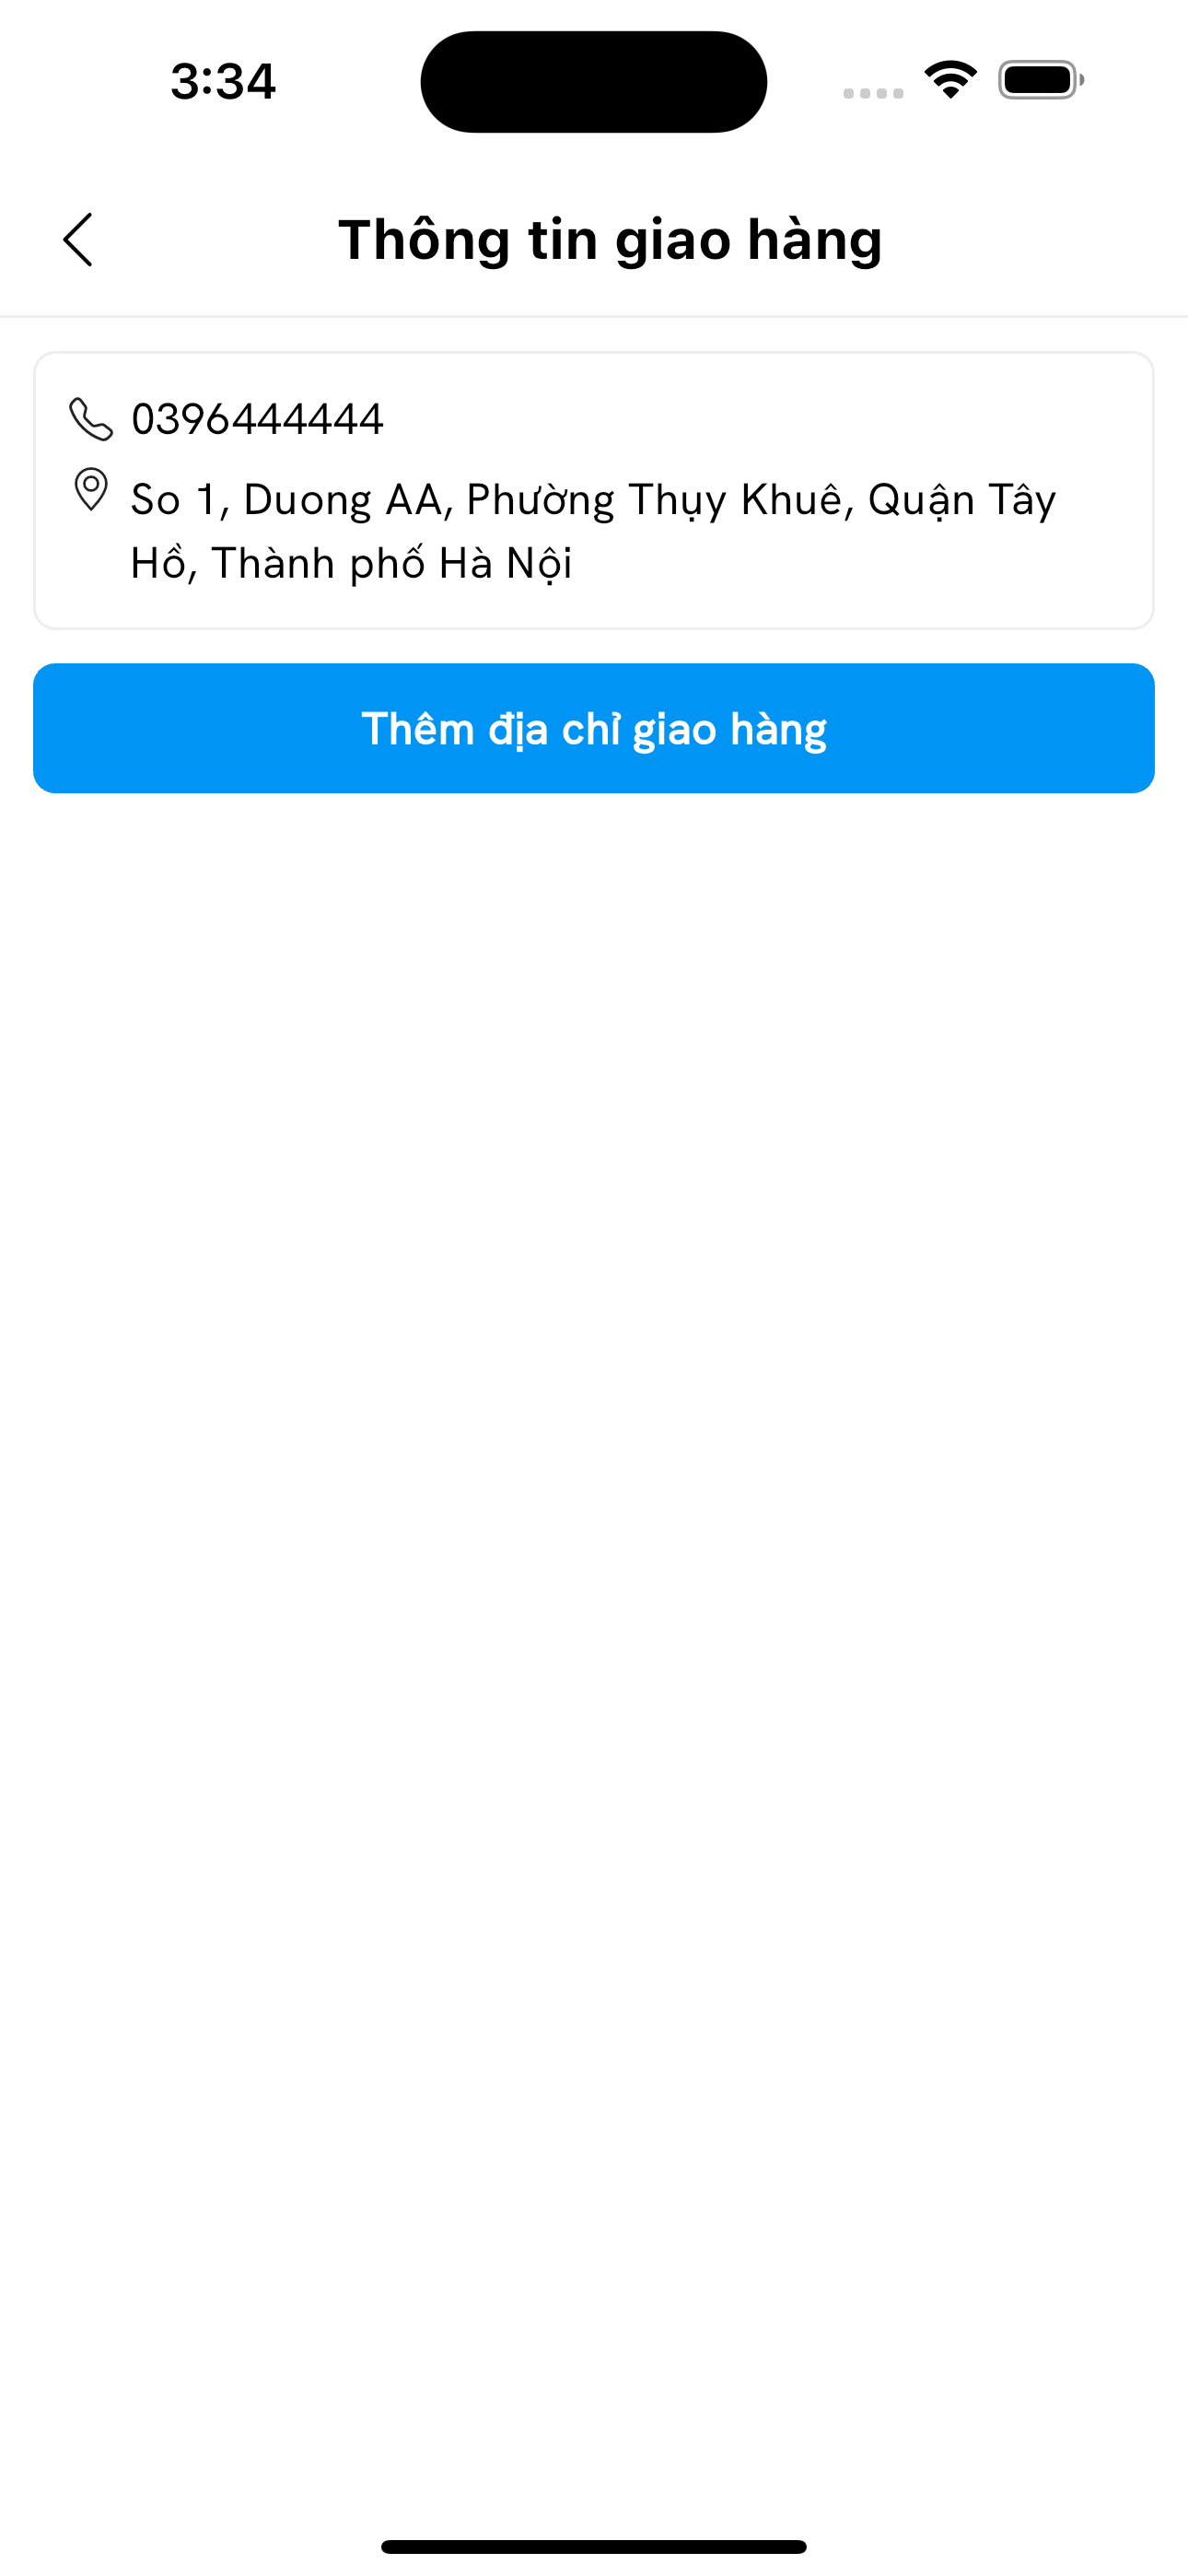 3:34
Thông tin giao hàng
0396444444
So 1, Duong AA, Phường Thụy Khuê, Quận Tây
Hồ, Thành phố Hà Nội
Thêm địa chỉ giao hàng